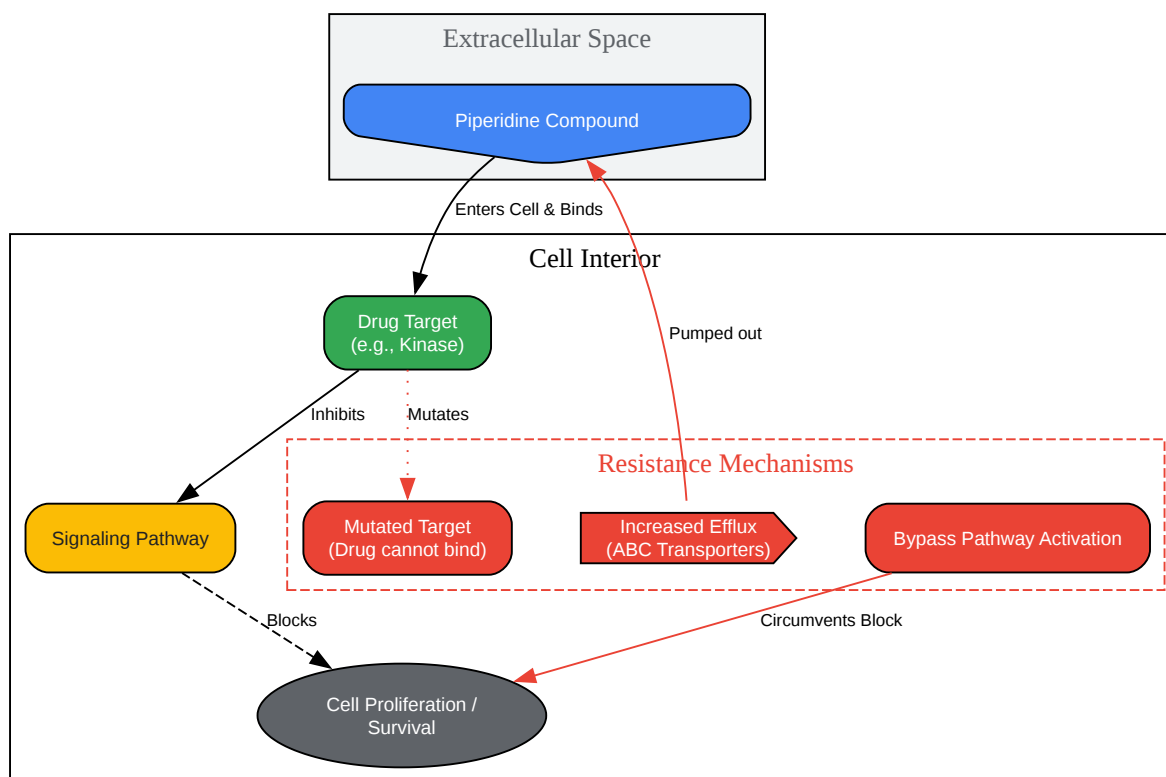 Extracellular Space
Piperidine Compound
Enters Cell & Binds
Cell Interior
Drug Target
(e.g., Kinase)
Pumped out
Inhibits
Mutates
Resistance Mechanisms
Signaling Pathway
Mutated Target
(Drug cannot bind)
Increased Efflux
(ABC Transporters)
Bypass Pathway Activation
Blocks
Circumvents Block
Cell Proliferation /
Survival